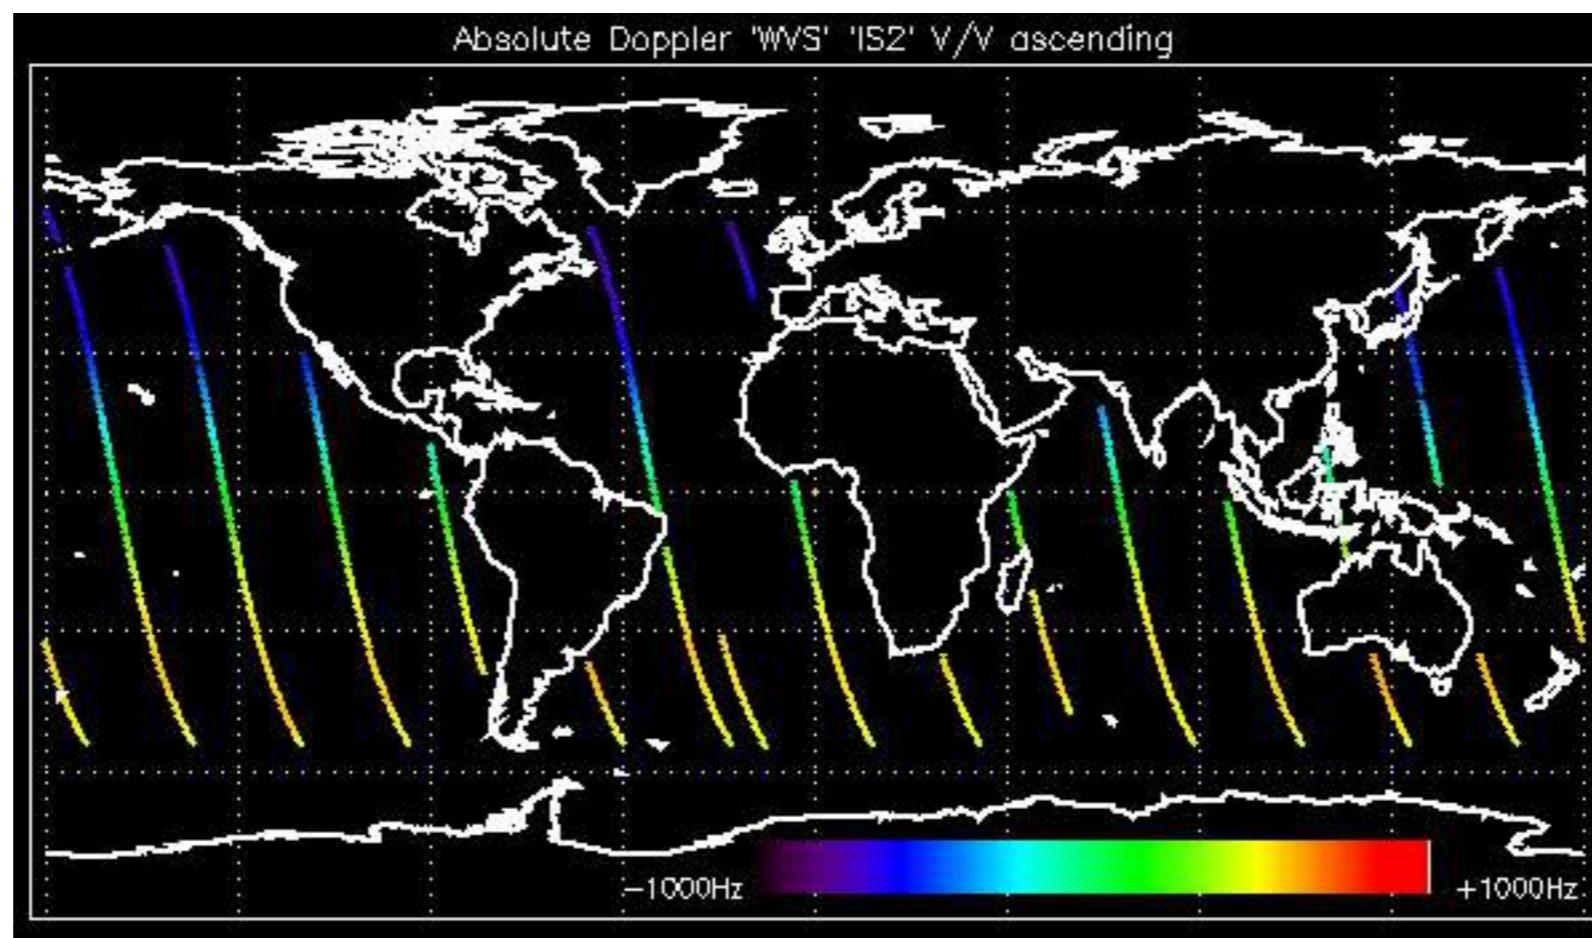 Absolute Doppler 'WVS' 'IS2' V/V ascending
-1000Hz
+1000Hz